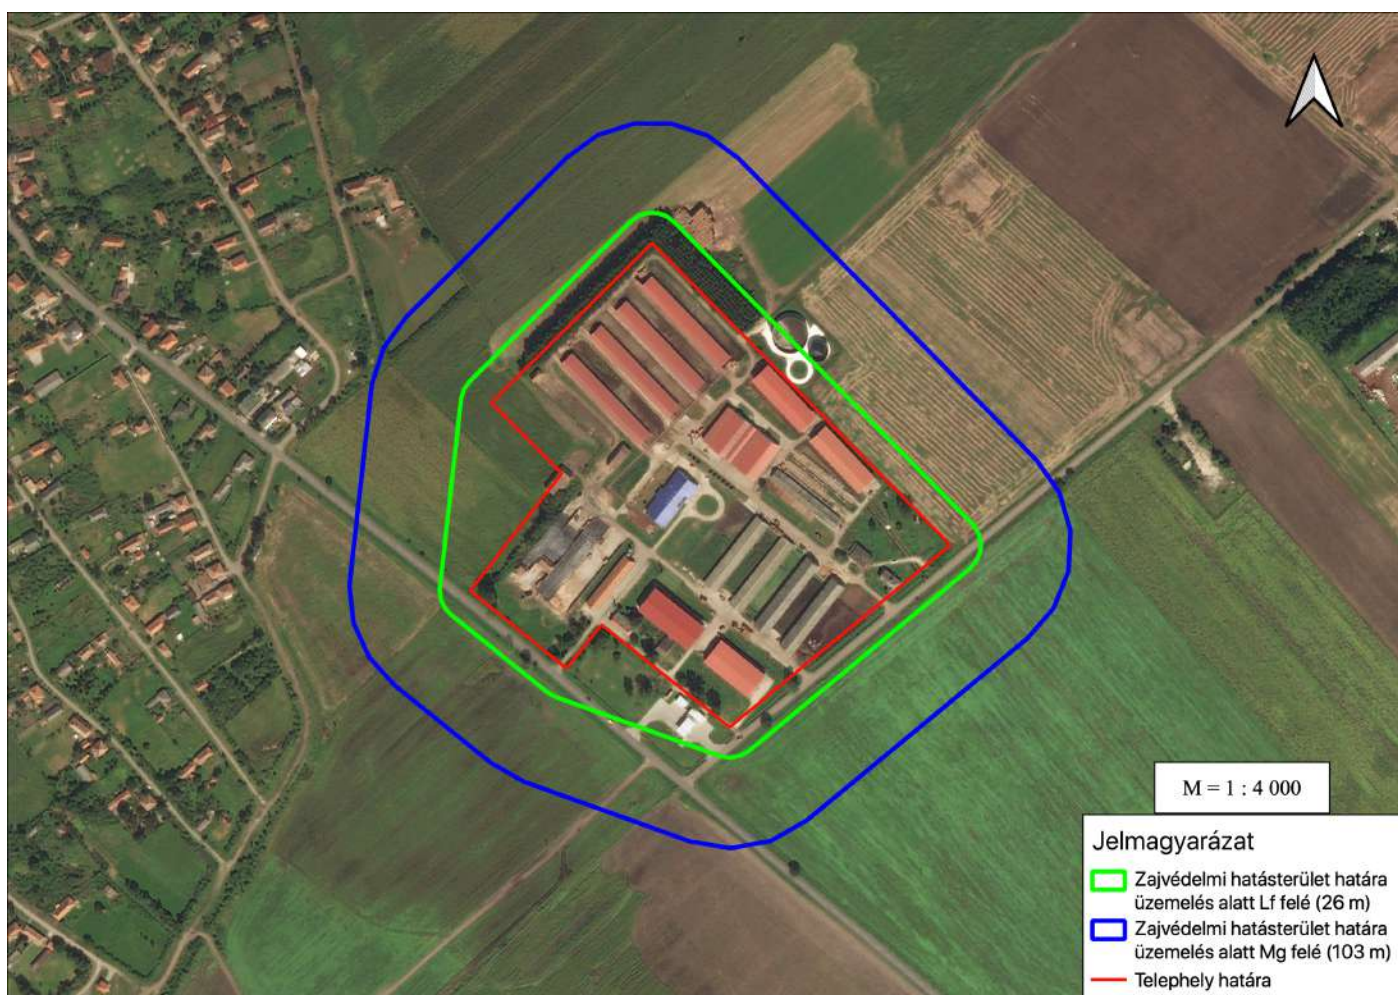 M = 1 : 4 000
Jelmagyarázat
Zajvédelmi hatásterület határa
üzemelés alatt Lf felé (26 m)
Zajvédelmi hatásterület határa
üzemelés alatt Mg felé (103 m)
Telephely határa